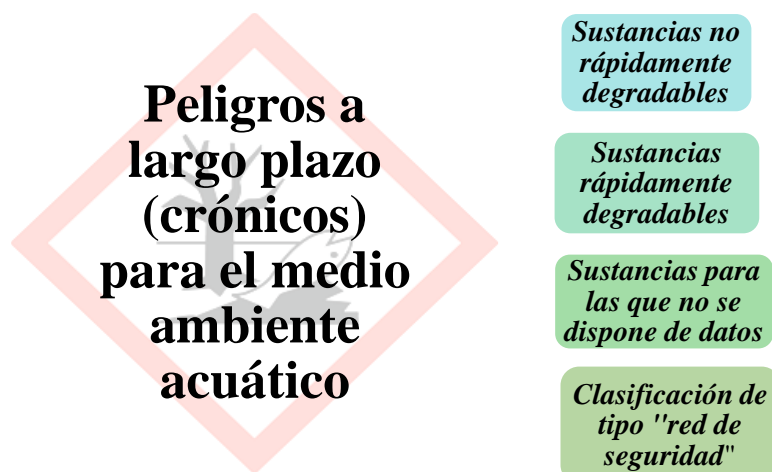 Peligros a
largo plazo
(crónicos)
para el medio
ambiente
acuático
Sustancias no
rápidamente
degradables
Sustancias
rápidamente
degradables
Sustancias para
las que no se
dispone de datos
Clasificación de
tipo "red de
seguridad"